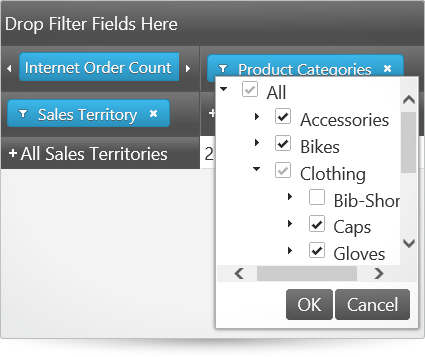 Drop Filter Fields Here
Internet Order Count
Product Categories
Sales Territory
All
Accessories
Bikes
Clothing
Bib-Shor
Caps
Gloves
+All Sales Territories
2
OK Cancel